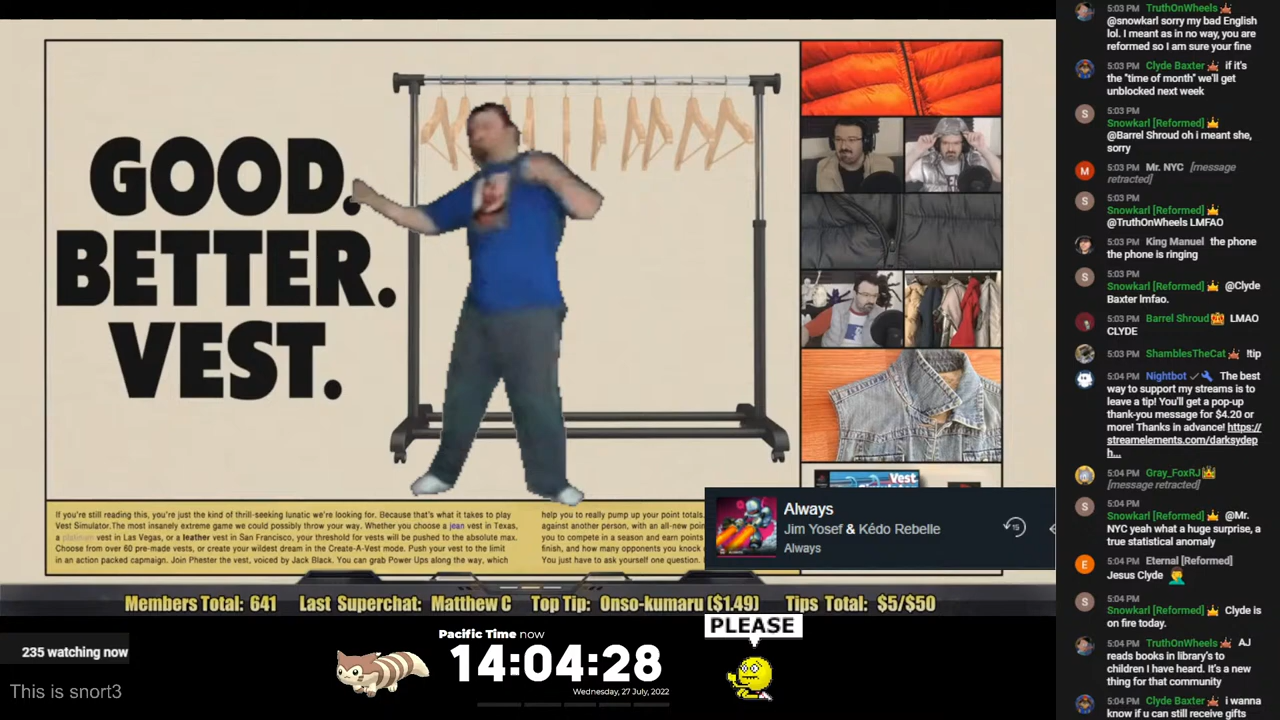 GOOD.
BETTER.
VEST.
If you're still reading this, you're just the kind of thrill-seeking lunatic we're looking for. Because that's what it takes to play
Vest Simulator. The most insanely extreme game we could possibly throw your way. Whether you choose a jean vest in Texas,
a platinum vest in Las Vegas, or a leather vest in San Francisco, your threshold for vests will be pushed to the absolute max.
Choose from over 60 pre-made vests, or create your wildest dream in the Create-A-Vest mode. Push your vest to the limit
in an action packed capmaign. Join Phester the vest, voiced by Jack Black. You can grab Power Ups along the way, which
help you to really pump up your point totals.
against another person, with an all-new poin
you to compete in a season and earn points
finish, and how many opponents you knock
You just have to ask yourself one question.
Vest
Always
Jim Yosef & Kédo Rebelle
Always
15
Members Total: 641 Last Superchat: Matthew C Top Tip: Onso-kumaru ($1.49) Tips Total: $5/$50
235 watching now
This is snort3
Pacific Time now
14:04:28
Wednesday, 27 July, 2022
PLEASE
5:03 PM TruthOnWheels
@snowkarl sorry my bad English
lol. I meant as in no way, you are
reformed so I am sure your fine
5:03 PM Clyde Baxter if it's
the "time of month" we'll get
unblocked next week
S 5:03 PM
Snowkarl [Reformed]
@Barrel Shroud oh i meant she,
sorry
M 5:03 PM Mr. NYC [message
retracted]
S 5:03 PM
Snowkarl [Reformed]
@TruthOnWheels LMFAO
5:03 PM King Manuel the phone
the phone is ringing
S 5:03 PM
Snowkarl [Reformed] @Clyde
Baxter lmfao.
5:03 PM Barrel Shroud LMAO
CLYDE
5:03 PM ShamblesTheCat !tip
5:04 PM Nightbot The best
way to support my streams is to
leave a tip! You'll get a pop-up
thank-you message for $4.20 or
more! Thanks in advance! https://
streamelements.com/darksydep
h...
5:04 PM Gray_FoxRJ
[message retracted]
S 5:04 PM
Snowkarl [Reformed] @Mr.
NYC yeah what a huge surprise, a
true statistical anomaly
E 5:04 PM Eternal [Reformed]
Jesus Clyde
S 5:04 PM
Snowkarl [Reformed] Clyde is
on fire today.
5:04 PM TruthOnWheels AJ
reads books in library's to
children I have heard. It's a new
thing for that community
5:04 PM Clyde Baxter i wanna
know if u can still receive gifts